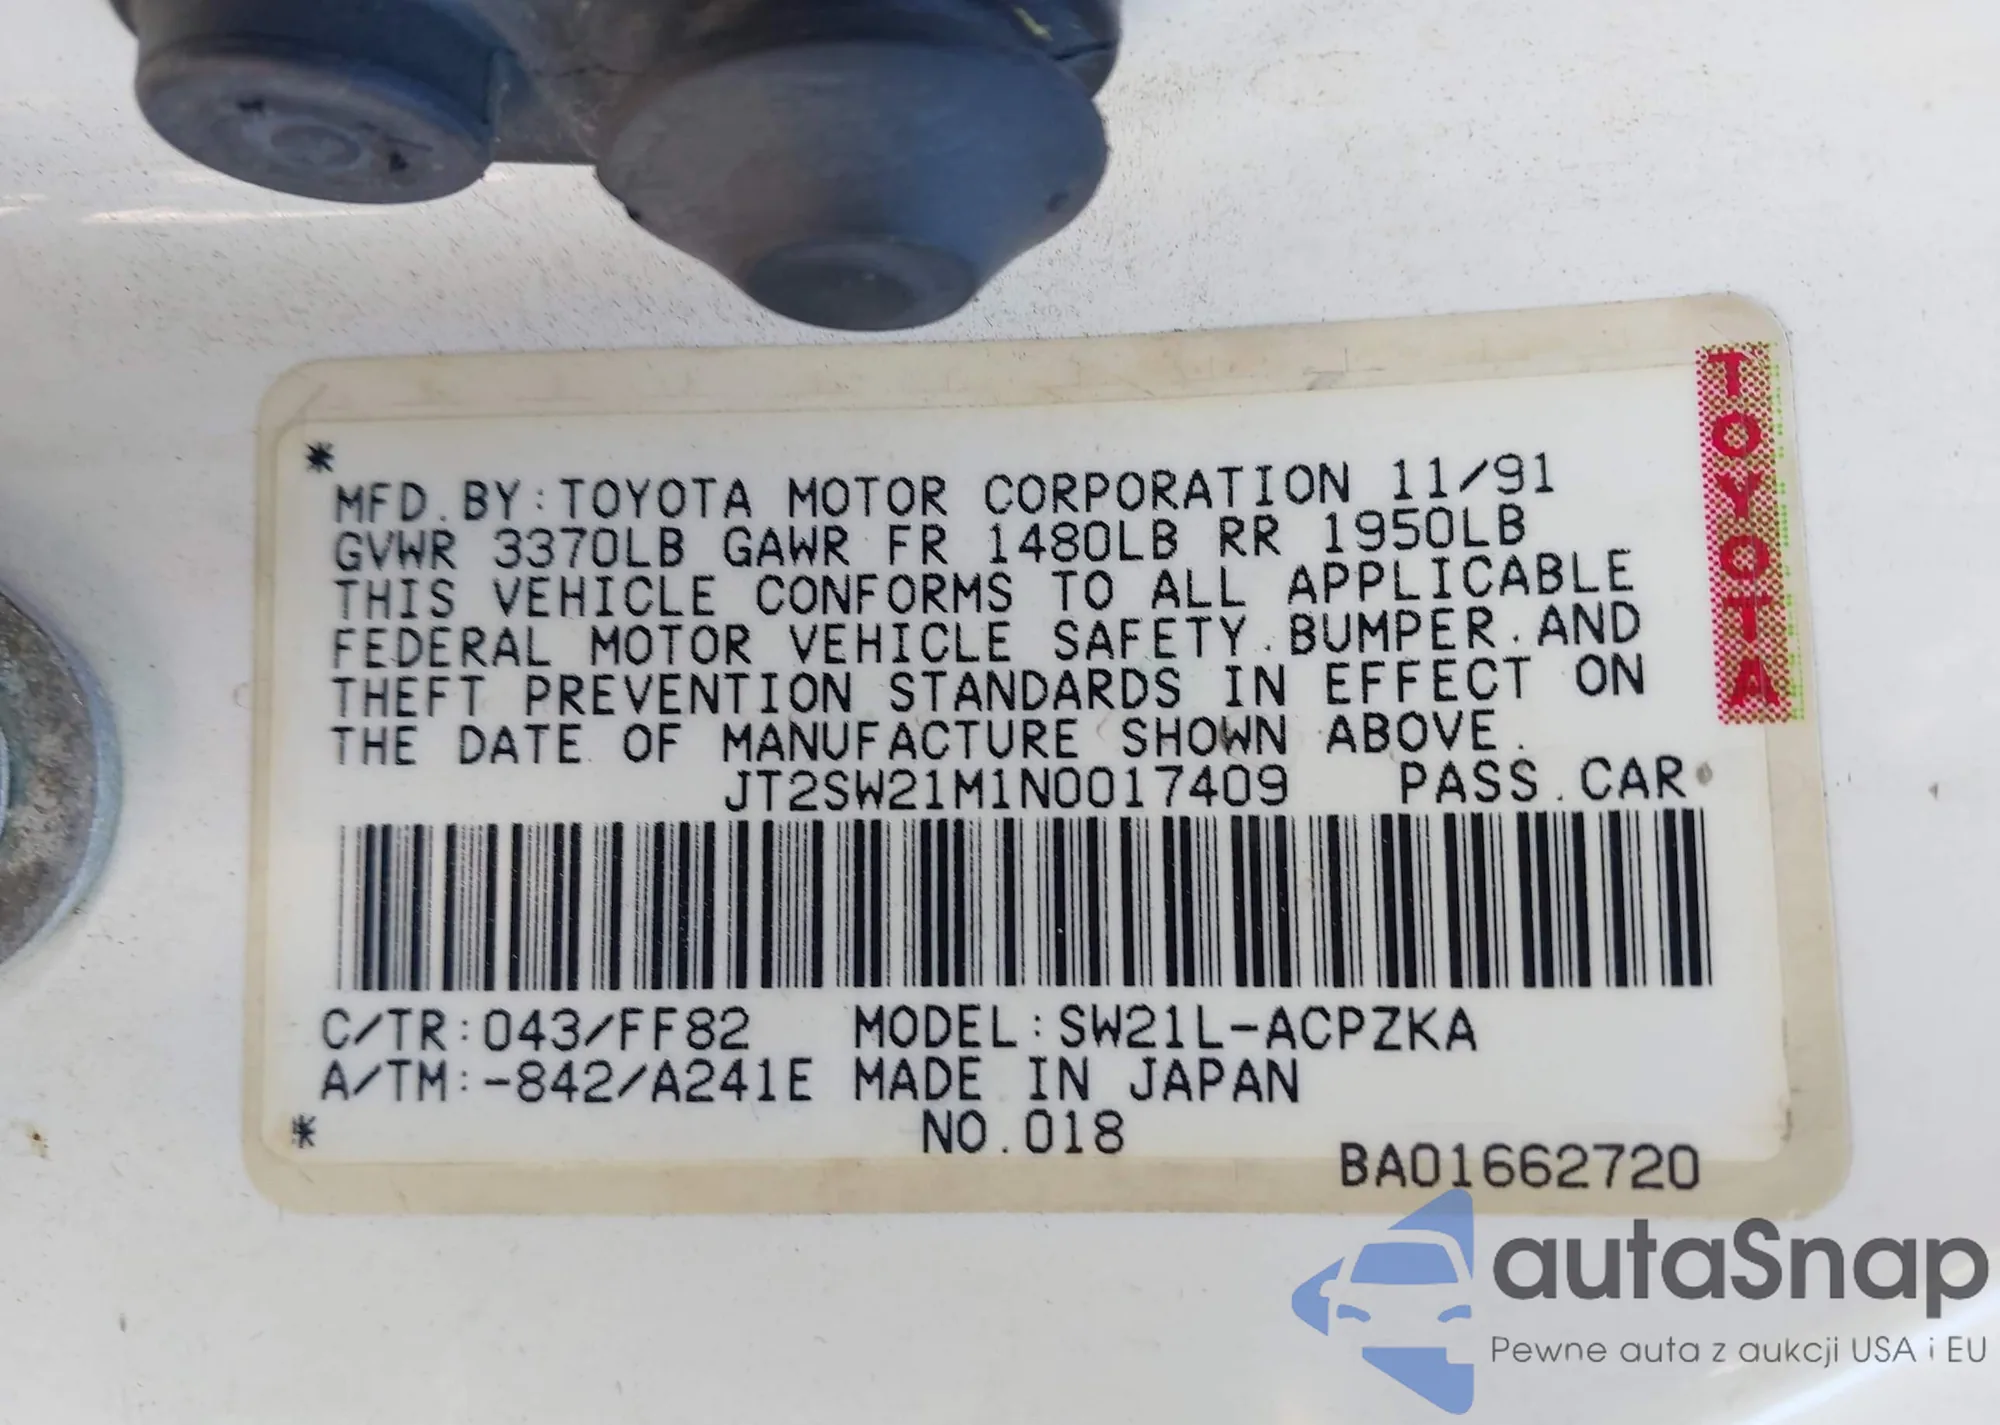 *
MFD.BY:TOYOTA MOTOR CORPORATION 11/91
GVWR 3370LB GAWR FR 1480LB RR 1950LB
THIS VEHICLE CONFORMS TO ALL APPLICABLE
FEDERAL MOTOR VEHICLE SAFETY.BUMPER.AND
THEFT PREVENTION STANDARDS IN EFFECT ON
THE DATE OF MANUFACTURE SHOWN ABOVE.
JT2SW21M1N0017409 PASS.CAR
C/TR:043/FF82 MODEL:SW21L-ACPZKA
A/TM:-842/A241E MADE IN JAPAN
* NO.018
BA01662720
TOYOTA
autaSnap
Pewne auta z aukcji USA i EU